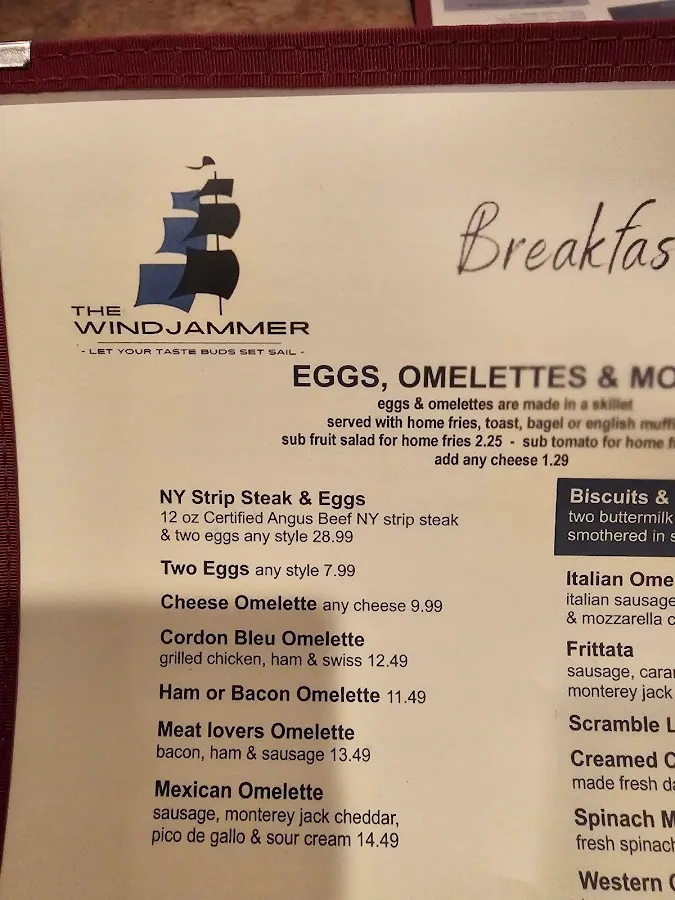 THE
WINDJAMMER
- LET YOUR TASTE BUDS SET SAIL -
Breakfas
EGGS, OMELETTES & MO
eggs & omelettes are made in a skillet
served with home fries, toast, bagel or english muffi
sub fruit salad for home fries 2.25 - sub tomato for home f
add any cheese 1.29
NY Strip Steak & Eggs
12 oz Certified Angus Beef NY strip steak
& two eggs any style 28.99
Two Eggs any style 7.99
Cheese Omelette any cheese 9.99
Cordon Bleu Omelette
grilled chicken, ham & swiss 12.49
Ham or Bacon Omelette 11.49
Meat lovers Omelette
bacon, ham & sausage 13.49
Mexican Omelette
sausage, monterey jack cheddar,
pico de gallo & sour cream 14.49
Biscuits &
two buttermilk
smothered in s
Italian Ome
italian sausage
& mozzarella c
Frittata
sausage, cara
monterey jack
Scramble L
Creamed C
made fresh da
Spinach M
fresh spinach
Western